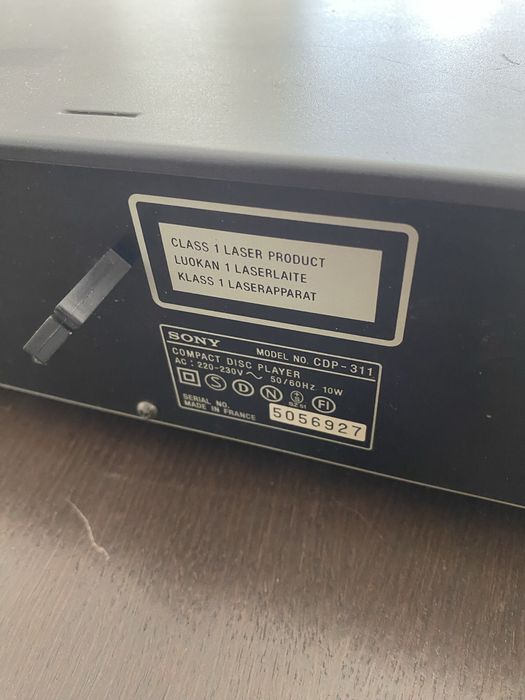 CLASS 1 LASER PRODUCT
LUOKAN 1 LASERLAITE
KLASS 1 LASERAPPARAT
SONY MODEL NO. CDP-311
COMPACT DISC PLAYER
AC : 220-230V ~ 50/60Hz 10W
S D N FI
SERIAL NO.
MADE IN FRANCE 5056927